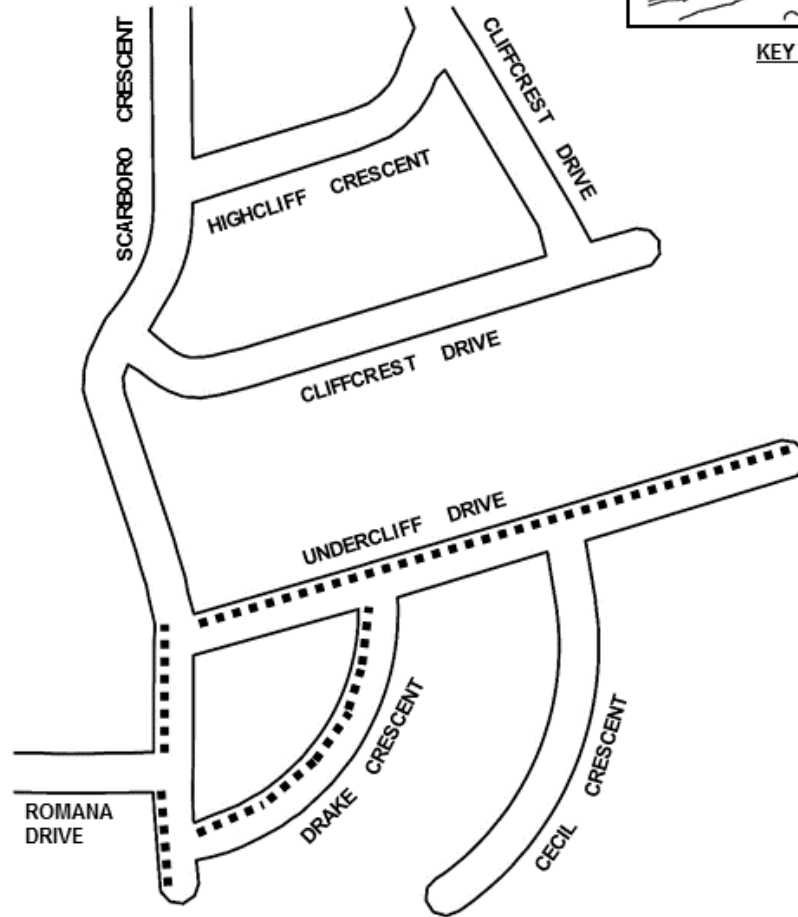 KEY
SCARBORO CRESCENT
CLIFFCREST DRIVE
HIGHCLIFF CRESCENT
CLIFFCREST DRIVE
UNDERCLIFF DRIVE
DRAKE CRESCENT
CECIL CRESCENT
ROMANA
DRIVE